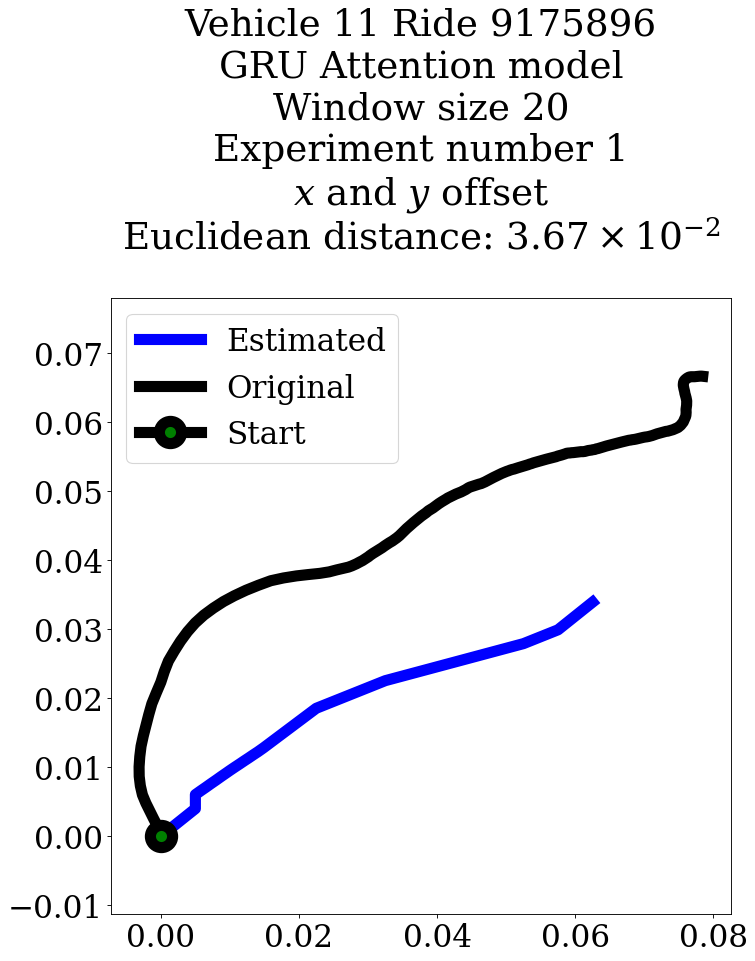 Vehicle 11 Ride 9175896
GRU Attention model
Window size 20
Experiment number 1
x and y offset
Euclidean distance: 3.67 × 10⁻²
Estimated
Original
Start
0.07
0.06
0.05
0.04
0.03
0.02
0.01
0.00
−0.01
0.00 0.02 0.04 0.06 0.08